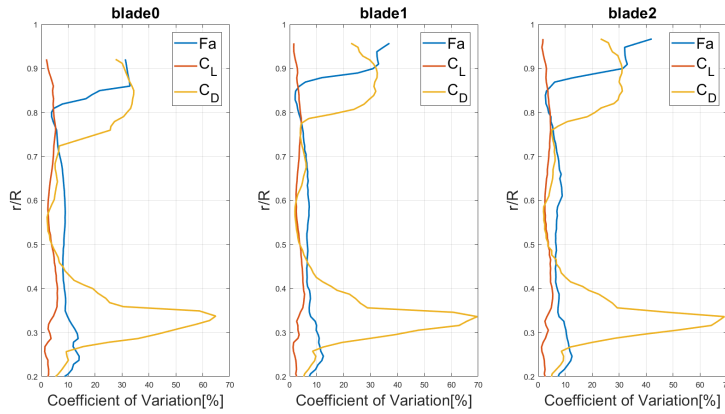 blade0
Fa
C_L
C_D
r/R
1
0.9
0.8
0.7
0.6
0.5
0.4
0.3
0.2
0 10 20 30 40 50 60 70
Coefficient of Variation[%]
blade1
Fa
C_L
C_D
r/R
1
0.9
0.8
0.7
0.6
0.5
0.4
0.3
0.2
0 10 20 30 40 50 60 70
Coefficient of Variation[%]
blade2
Fa
C_L
C_D
r/R
1
0.9
0.8
0.7
0.6
0.5
0.4
0.3
0.2
0 10 20 30 40 50 60 70
Coefficient of Variation[%]